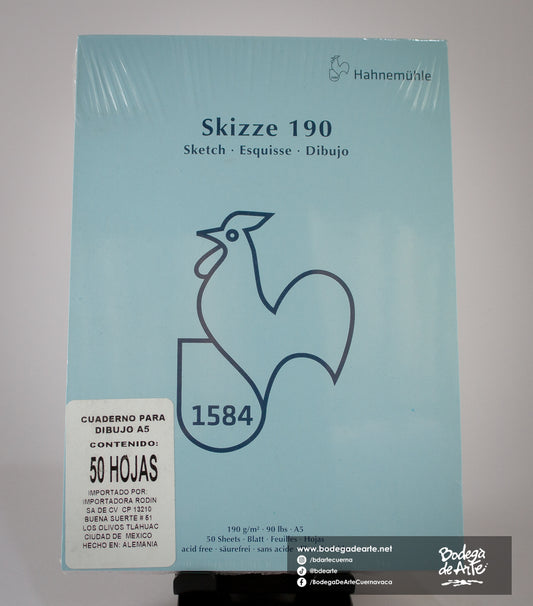 Hahnemühle
Skizze 190
Sketch · Esquisse · Dibujo
1584
CUADERNO PARA
DIBUJO A5
CONTENIDO:
50 HOJAS
IMPORTADO POR:
IMPORTADORA RODIN
SA DE CV CP 13210
BUENA SUERTE # 51
LOS OLIVOS TLAHUAC
CIUDAD DE MEXICO
HECHO EN: ALEMANIA
190 g/m² · 90 lbs · A5
50 Sheets · Blatt · Feuilles · Hojas
acid free · säurefrei · sans acide
www.bodegadearte.net
/bdartecuerna
@bdearte
/BodegaDeArteCuernavaca
Bodega
de Arte